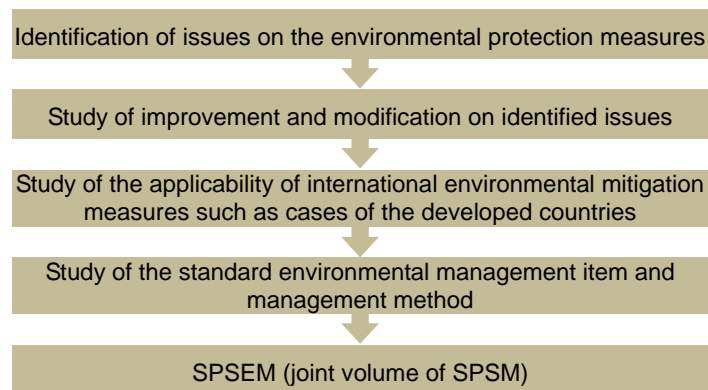 Identification of issues on the environmental protection measures
Study of improvement and modification on identified issues
Study of the applicability of international environmental mitigation
measures such as cases of the developed countries
Study of the standard environmental management item and
management method
SPSEM (joint volume of SPSM)